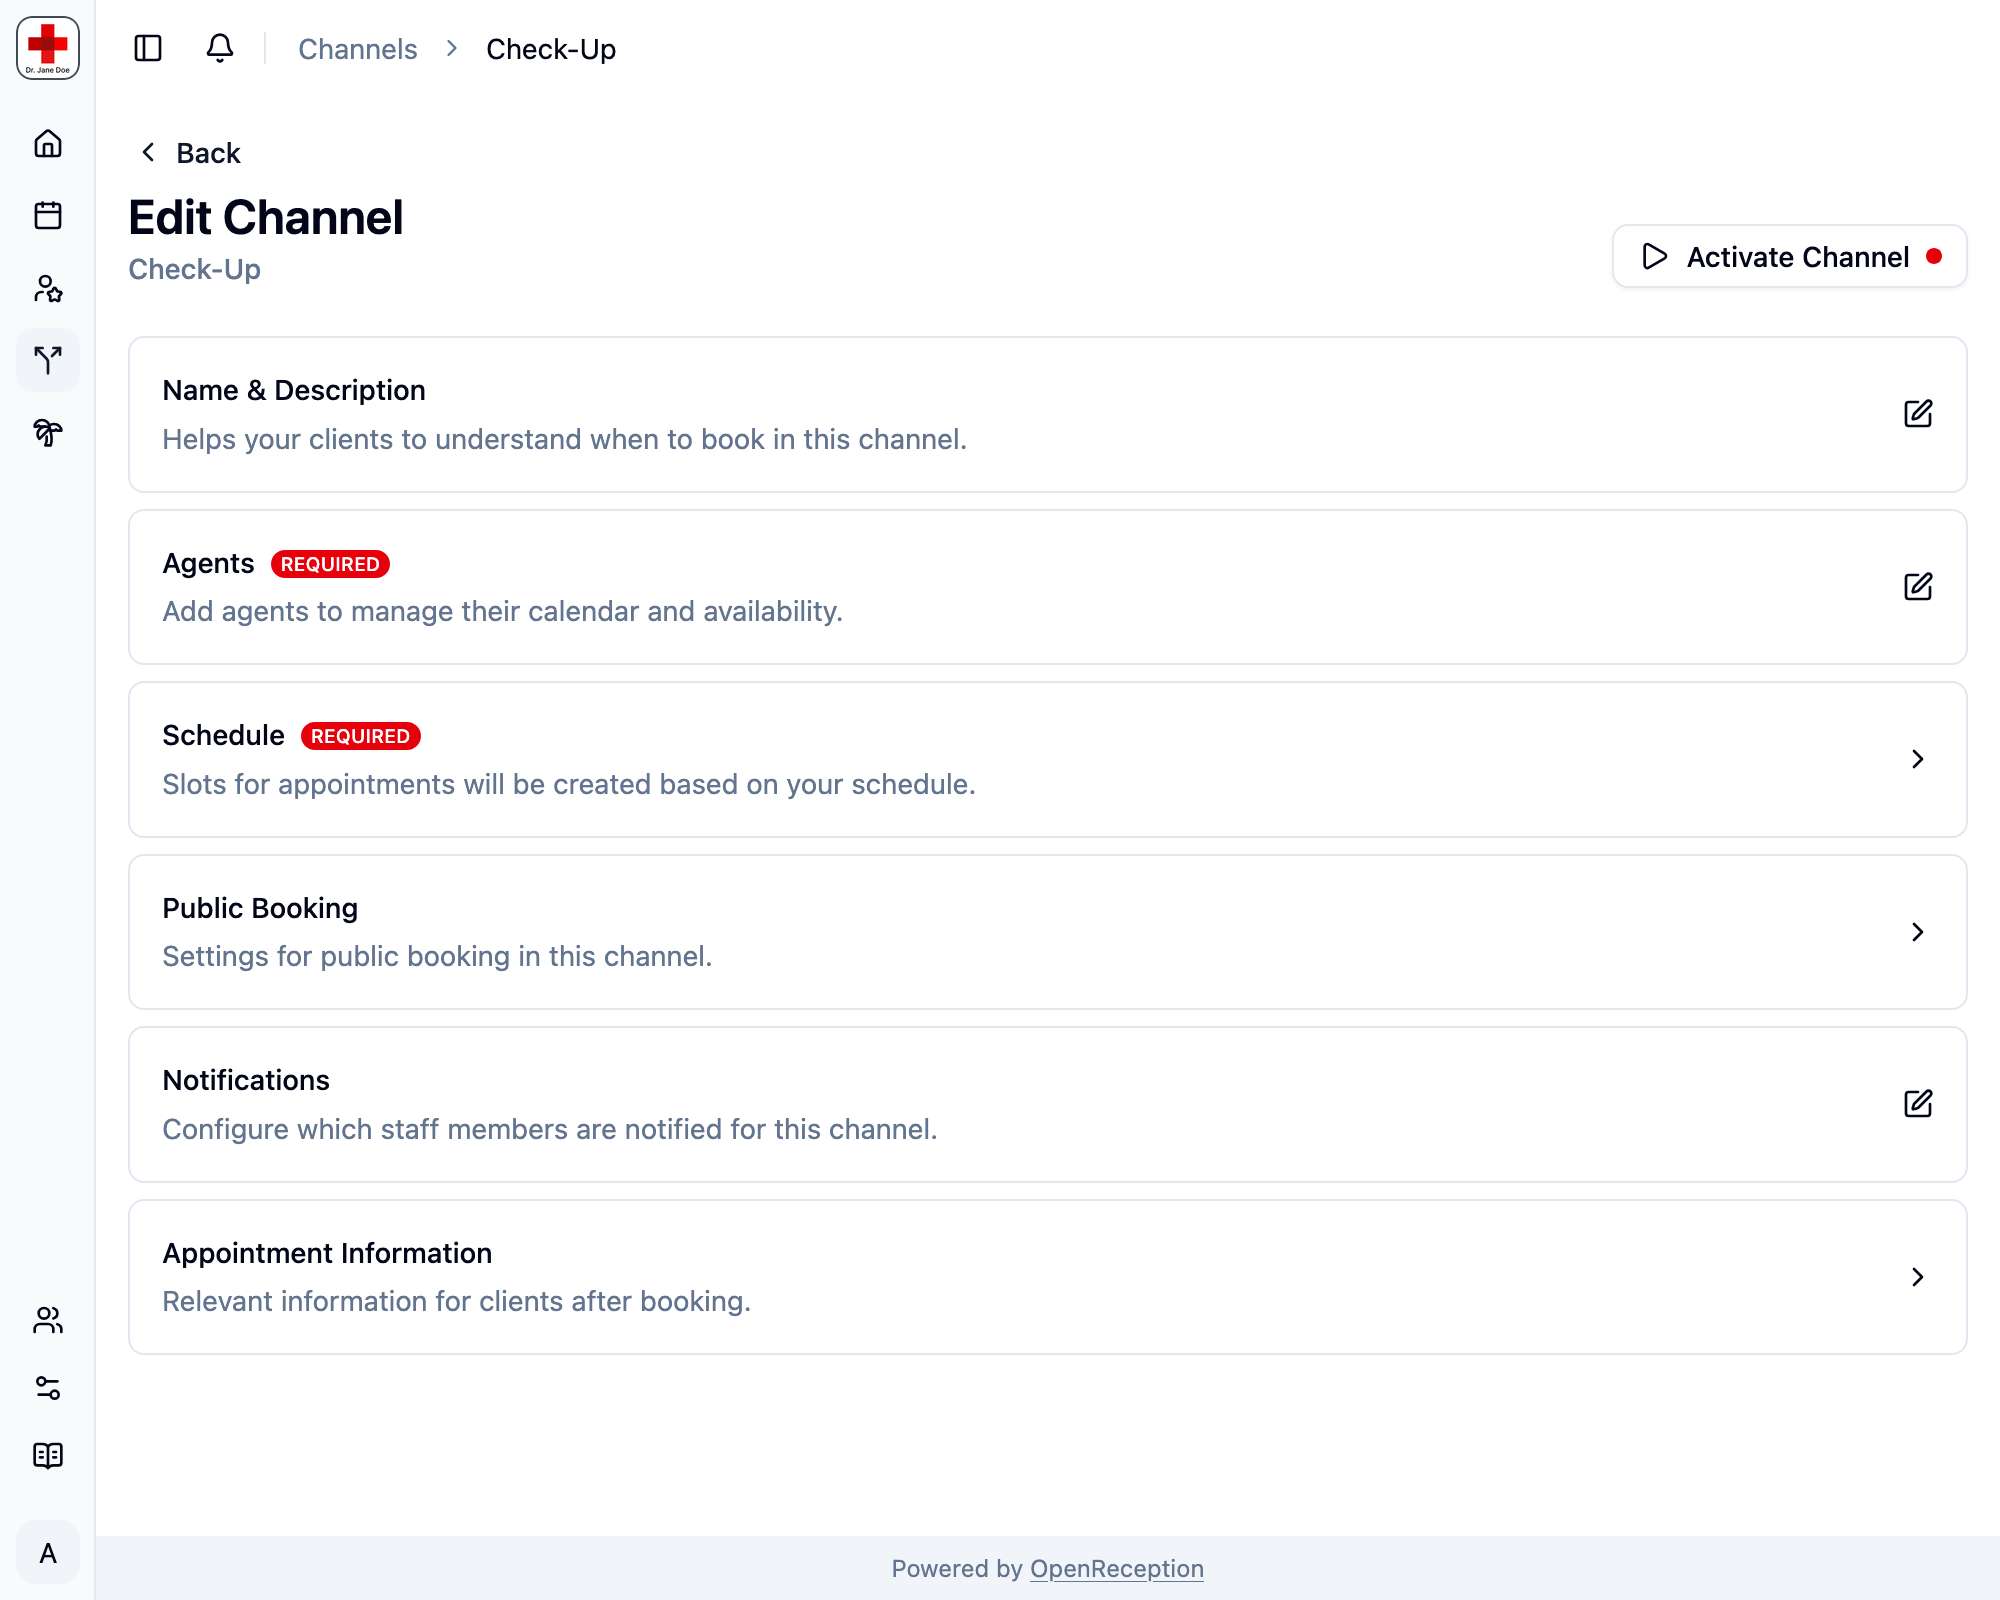 Dr. Jane Doe
Channels
Check-Up
Back
Edit Channel
Check-Up
Activate Channel
Name & Description
Helps your clients to understand when to book in this channel.
Agents REQUIRED
Add agents to manage their calendar and availability.
Schedule REQUIRED
Slots for appointments will be created based on your schedule.
Public Booking
Settings for public booking in this channel.
Notifications
Configure which staff members are notified for this channel.
Appointment Information
Relevant information for clients after booking.
A
Powered by OpenReception